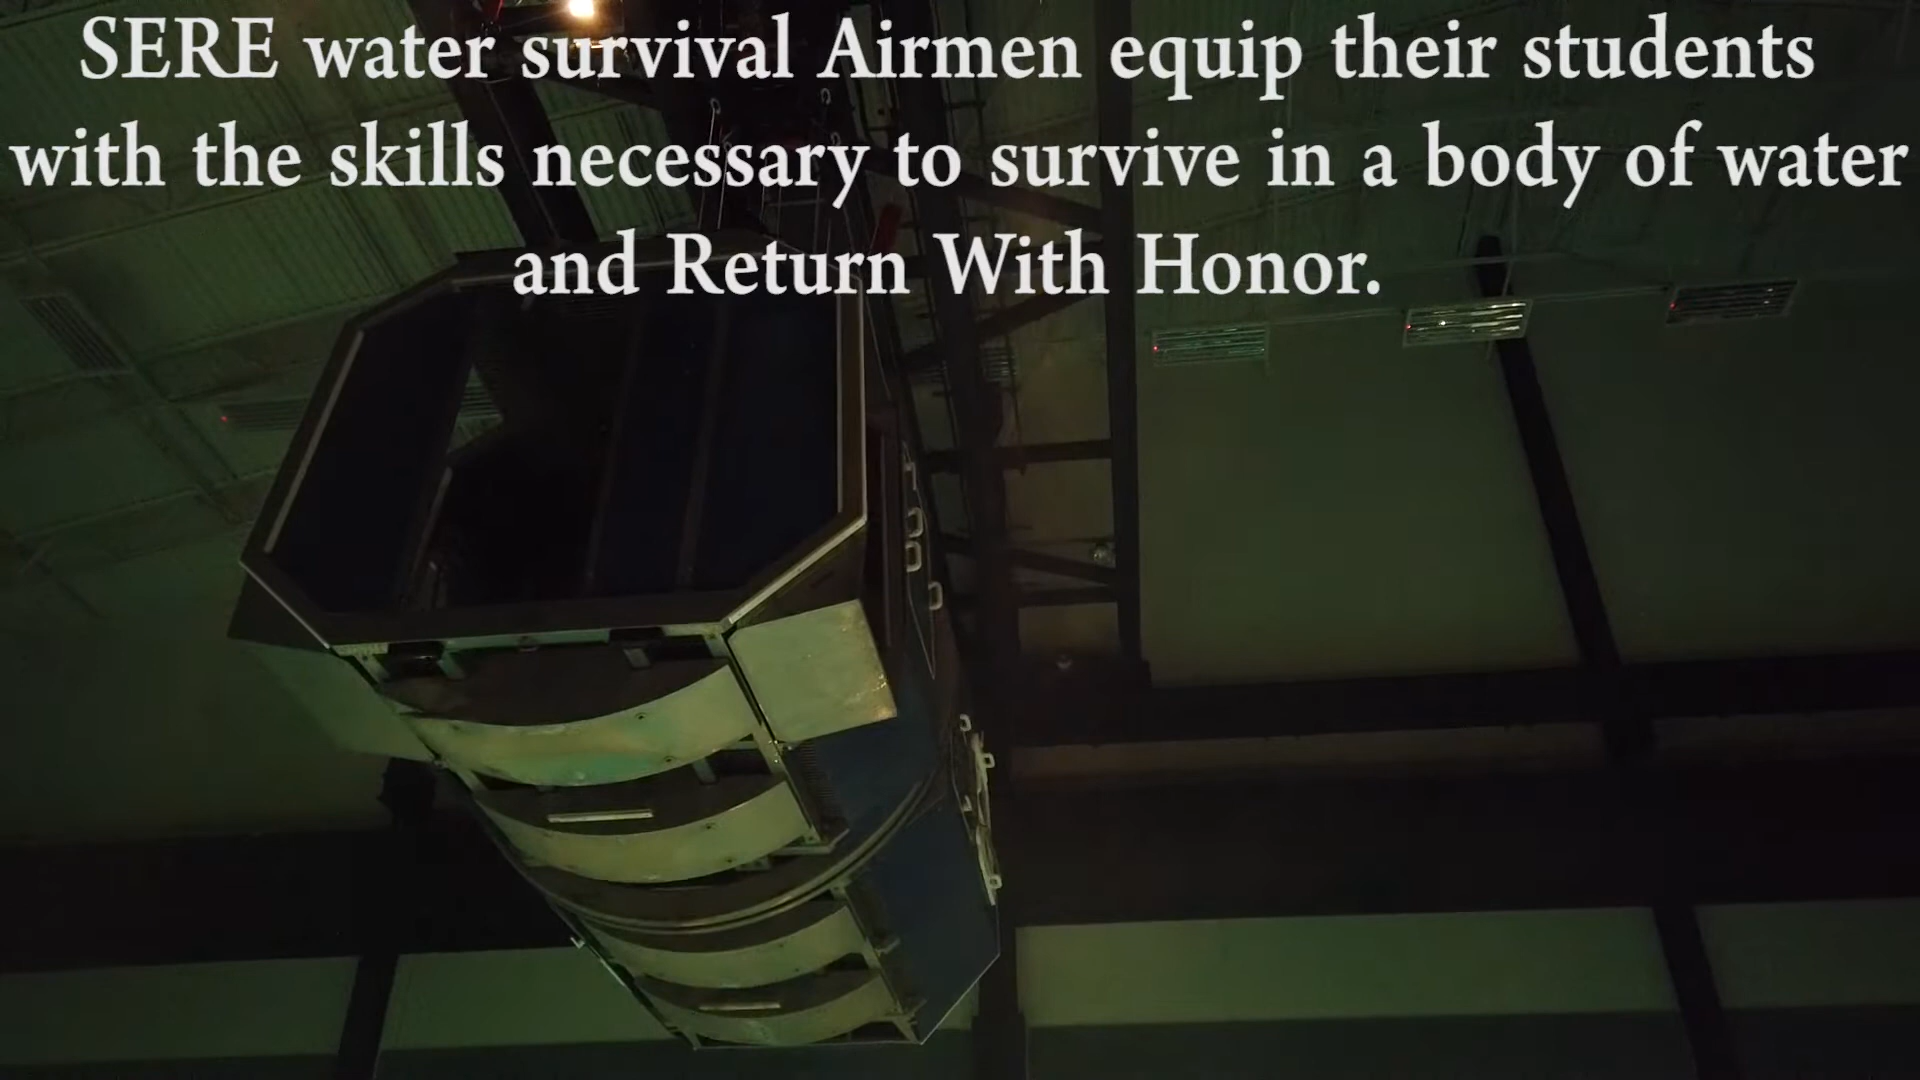 SERE water survival Airmen equip their students
with the skills necessary to survive in a body of water
and Return With Honor.